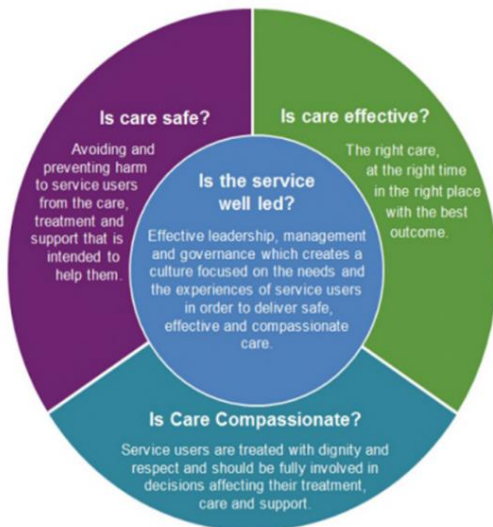 Is care safe?
Avoiding and
preventing harm
to service users
from the care,
treatment and
support that is
intended to
help them.
Is care effective?
The right care,
at the right time
in the right place
with the best
outcome.
Is the service
well led?
Effective leadership, management
and governance which creates a
culture focused on the needs and
the experiences of service users
in order to deliver safe,
effective and compassionate
care.
Is Care Compassionate?
Service users are treated with dignity and
respect and should be fully involved in
decisions affecting their treatment,
care and support.